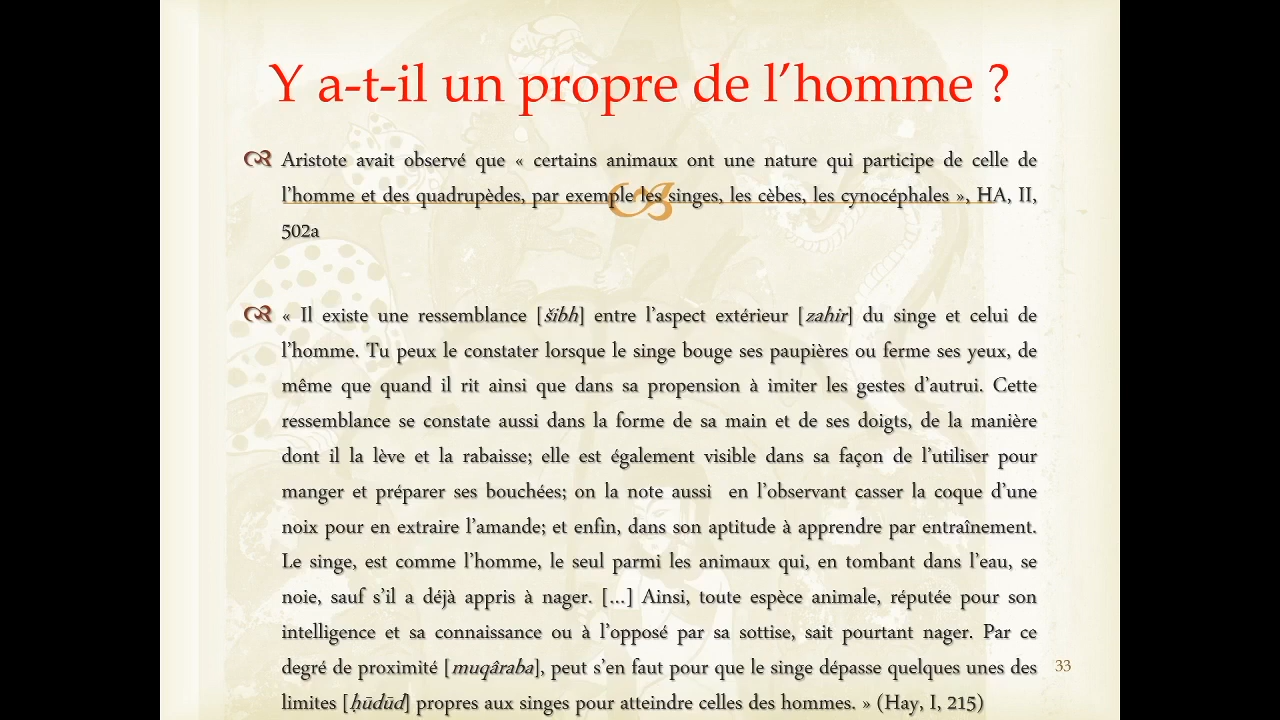 Y a-t-il un propre de l’homme ?
Aristote avait observé que « certains animaux ont une nature qui participe de celle de
l’homme et des quadrupèdes, par exemple les singes, les cèbes, les cynocéphales », HA, II,
502a
« Il existe une ressemblance [šibh] entre l’aspect extérieur [zahir] du singe et celui de
l’homme. Tu peux le constater lorsque le singe bouge ses paupières ou ferme ses yeux, de
même que quand il rit ainsi que dans sa propension à imiter les gestes d’autrui. Cette
ressemblance se constate aussi dans la forme de sa main et de ses doigts, de la manière
dont il la lève et la rabaisse; elle est également visible dans sa façon de l’utiliser pour
manger et préparer ses bouchées; on la note aussi  en l’observant casser la coque d’une
noix pour en extraire l’amande; et enfin, dans son aptitude à apprendre par entraînement.
Le singe, est comme l’homme, le seul parmi les animaux qui, en tombant dans l’eau, se
noie, sauf s’il a déjà appris à nager. […] Ainsi, toute espèce animale, réputée pour son
intelligence et sa connaissance ou à l’opposé par sa sottise, sait pourtant nager. Par ce
degré de proximité [muqâraba], peut s’en faut pour que le singe dépasse quelques unes des
limites [ḥūdūd] propres aux singes pour atteindre celles des hommes. » (Hay, I, 215)
33